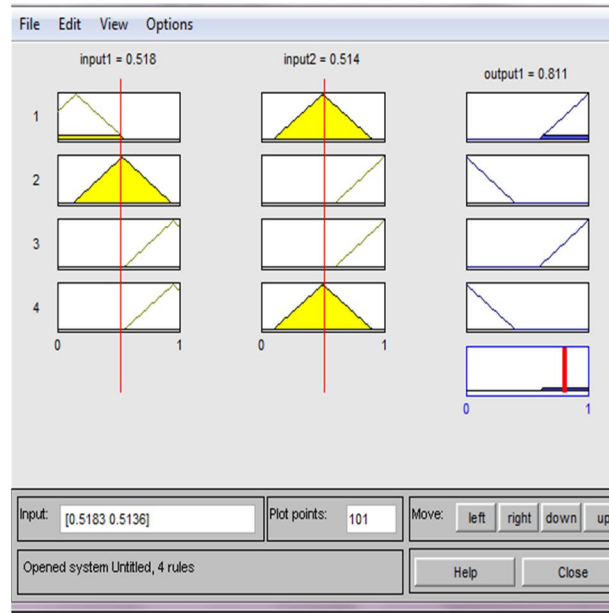 File Edit View Options
input1 = 0.518 input2 = 0.514 output1 = 0.811
1
2
3
4
0 1 0 1
0 1
Input: [0.5183 0.5136] Plot points: 101 Move: left right down up
Opened system Untitled, 4 rules Help Close